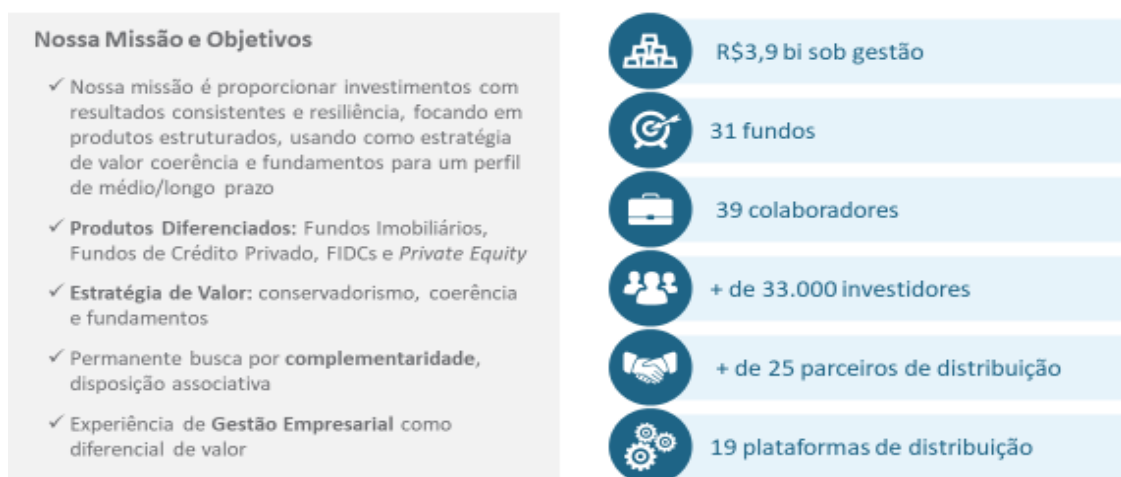 Nossa Missão e Objetivos
✓ Nossa missão é proporcionar investimentos com
resultados consistentes e resiliência, focando em
produtos estruturados, usando como estratégia
de valor coerência e fundamentos para um perfil
de médio/longo prazo
✓ Produtos Diferenciados: Fundos Imobiliários,
Fundos de Crédito Privado, FIDCs e Private Equity
✓ Estratégia de Valor: conservadorismo, coerência
e fundamentos
✓ Permanente busca por complementaridade,
disposição associativa
✓ Experiência de Gestão Empresarial como
diferencial de valor
R$3,9 bi sob gestão
31 fundos
39 colaboradores
+ de 33.000 investidores
+ de 25 parceiros de distribuição
19 plataformas de distribuição